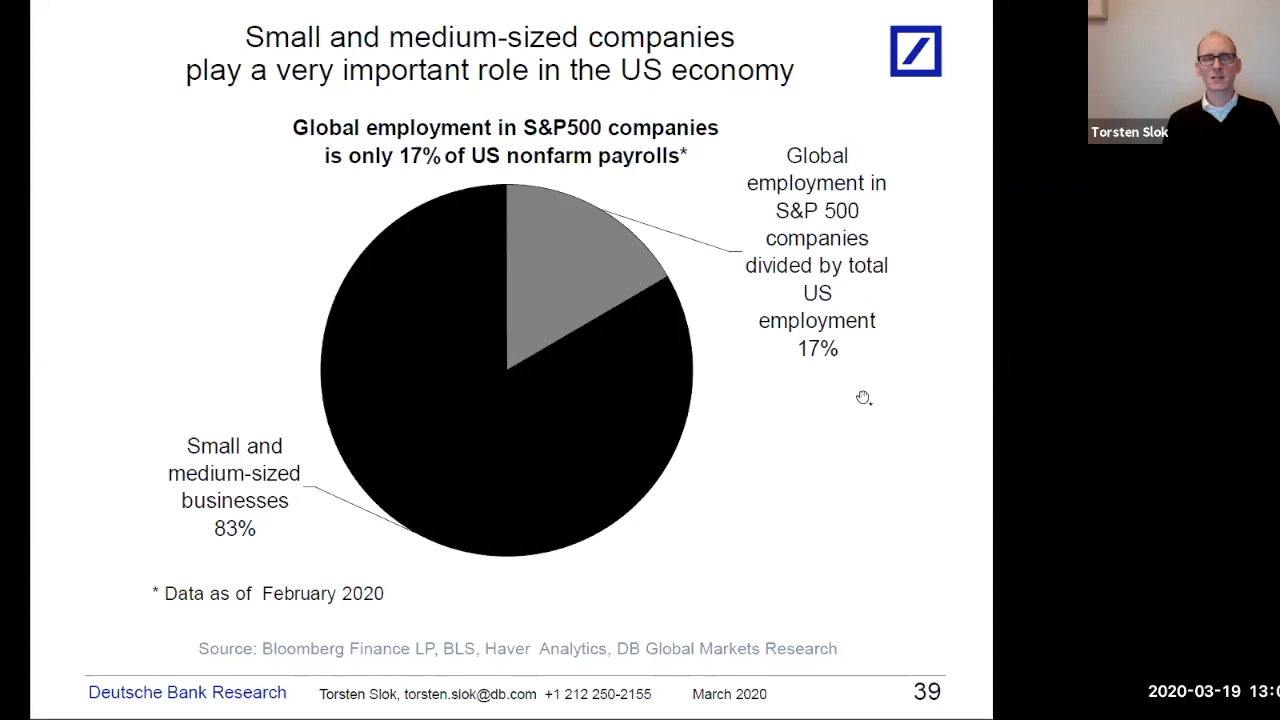 Small and medium-sized companies
play a very important role in the US economy
Global employment in S&P500 companies
is only 17% of US nonfarm payrolls*
Global
employment in
S&P 500
companies
divided by total
US
employment
17%
Small and
medium-sized
businesses
83%
* Data as of February 2020
Source: Bloomberg Finance LP, BLS, Haver Analytics, DB Global Markets Research
Deutsche Bank Research
Torsten Slok, torsten.slok@db.com +1 212 250-2155
March 2020
39
Torsten Slok
2020-03-19 13:0